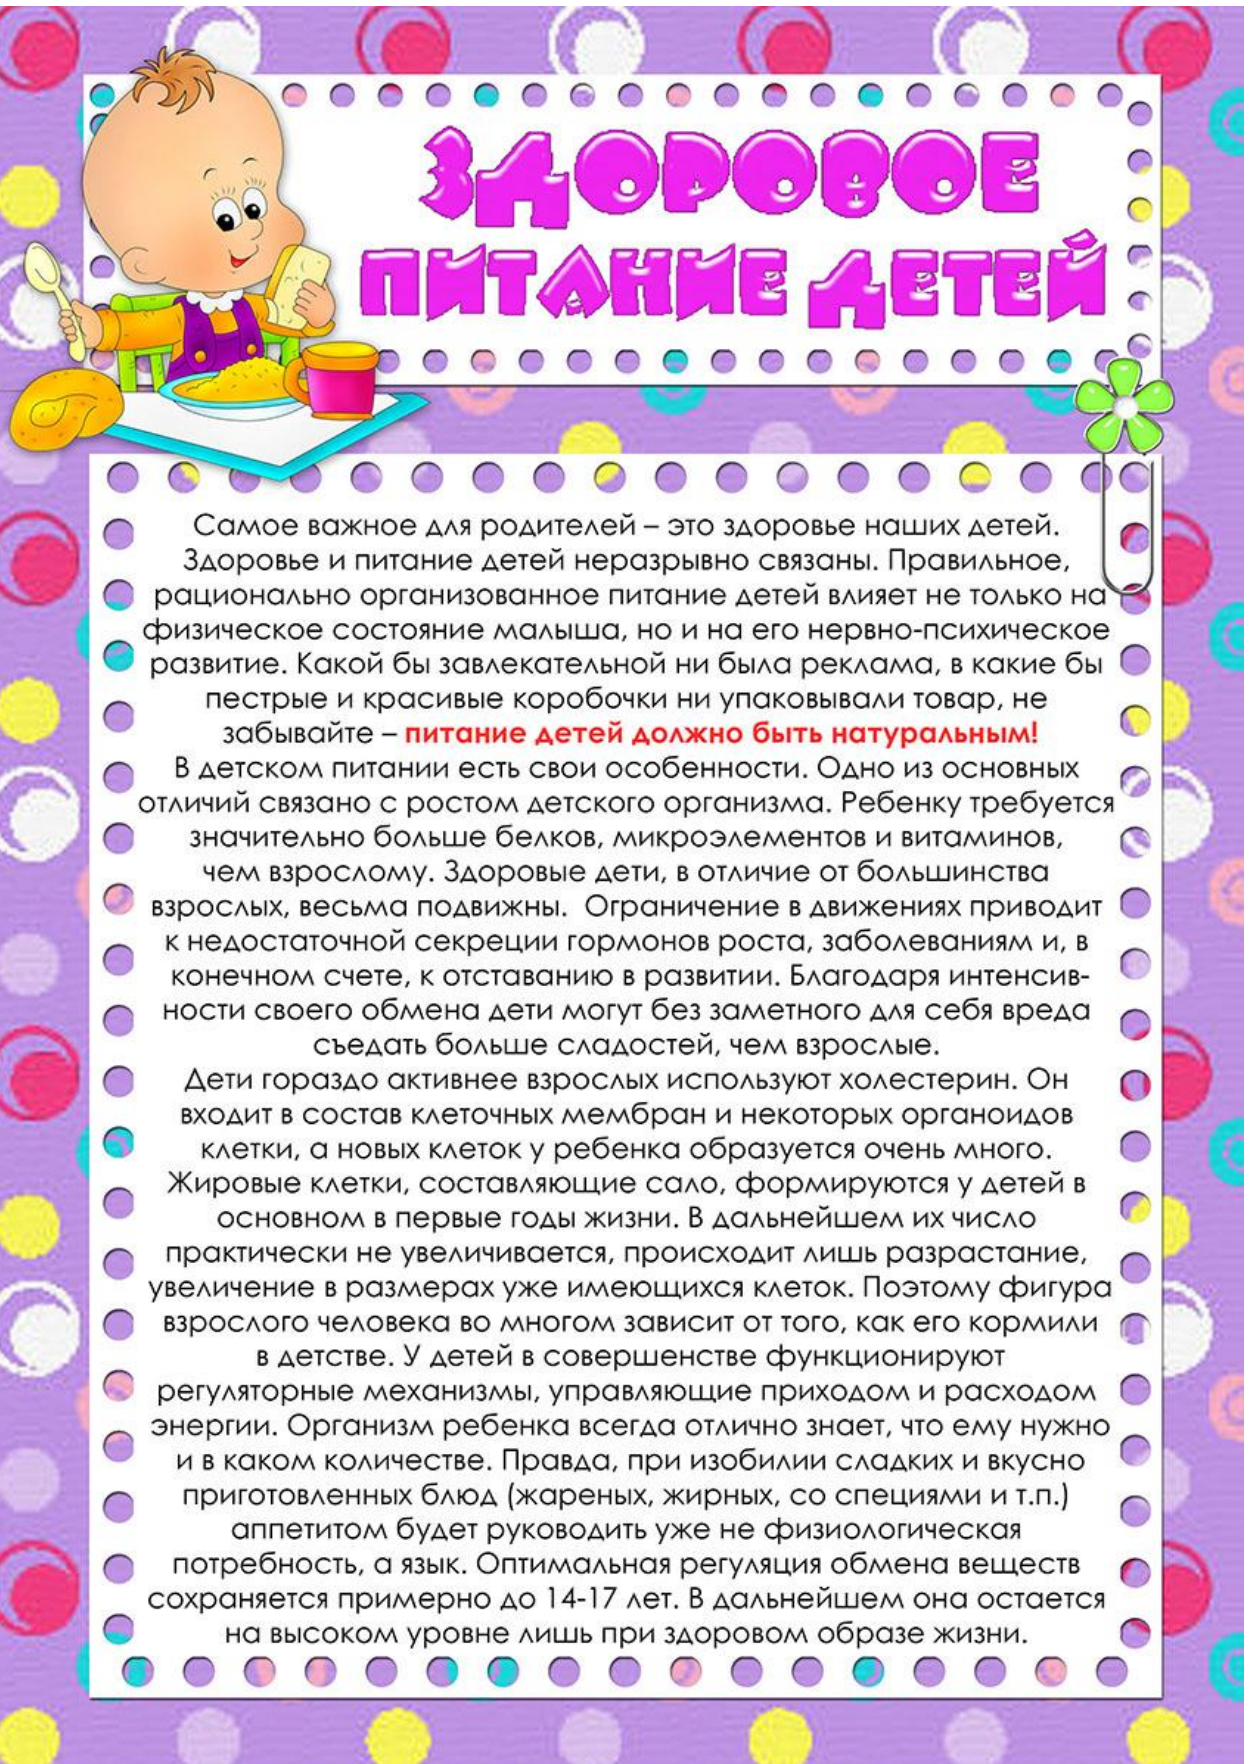 ЗДОРОВОЕ
ПИТАНИЕ ДЕТЕЙ
Самое важное для родителей – это здоровье наших детей.
Здоровье и питание детей неразрывно связаны. Правильное,
рационально организованное питание детей влияет не только на
физическое состояние малыша, но и на его нервно-психическое
развитие. Какой бы завлекательной ни была реклама, в какие бы
пестрые и красивые коробочки ни упаковывали товар, не
забывайте – питание детей должно быть натуральным!
В детском питании есть свои особенности. Одно из основных
отличий связано с ростом детского организма. Ребенку требуется
значительно больше белков, микроэлементов и витаминов,
чем взрослому. Здоровые дети, в отличие от большинства
взрослых, весьма подвижны. Ограничение в движениях приводит
к недостаточной секреции гормонов роста, заболеваниям и, в
конечном счете, к отставанию в развитии. Благодаря интенсив-
ности своего обмена дети могут без заметного для себя вреда
съедать больше сладостей, чем взрослые.
Дети гораздо активнее взрослых используют холестерин. Он
входит в состав клеточных мембран и некоторых органоидов
клетки, а новых клеток у ребенка образуется очень много.
Жировые клетки, составляющие сало, формируются у детей в
основном в первые годы жизни. В дальнейшем их число
практически не увеличивается, происходит лишь разрастание,
увеличение в размерах уже имеющихся клеток. Поэтому фигура
взрослого человека во многом зависит от того, как его кормили
в детстве. У детей в совершенстве функционируют
регуляторные механизмы, управляющие приходом и расходом
энергии. Организм ребенка всегда отлично знает, что ему нужно
и в каком количестве. Правда, при изобилии сладких и вкусно
приготовленных блюд (жареных, жирных, со специями и т.п.)
аппетитом будет руководить уже не физиологическая
потребность, а язык. Оптимальная регуляция обмена веществ
сохраняется примерно до 14-17 лет. В дальнейшем она остается
на высоком уровне лишь при здоровом образе жизни.